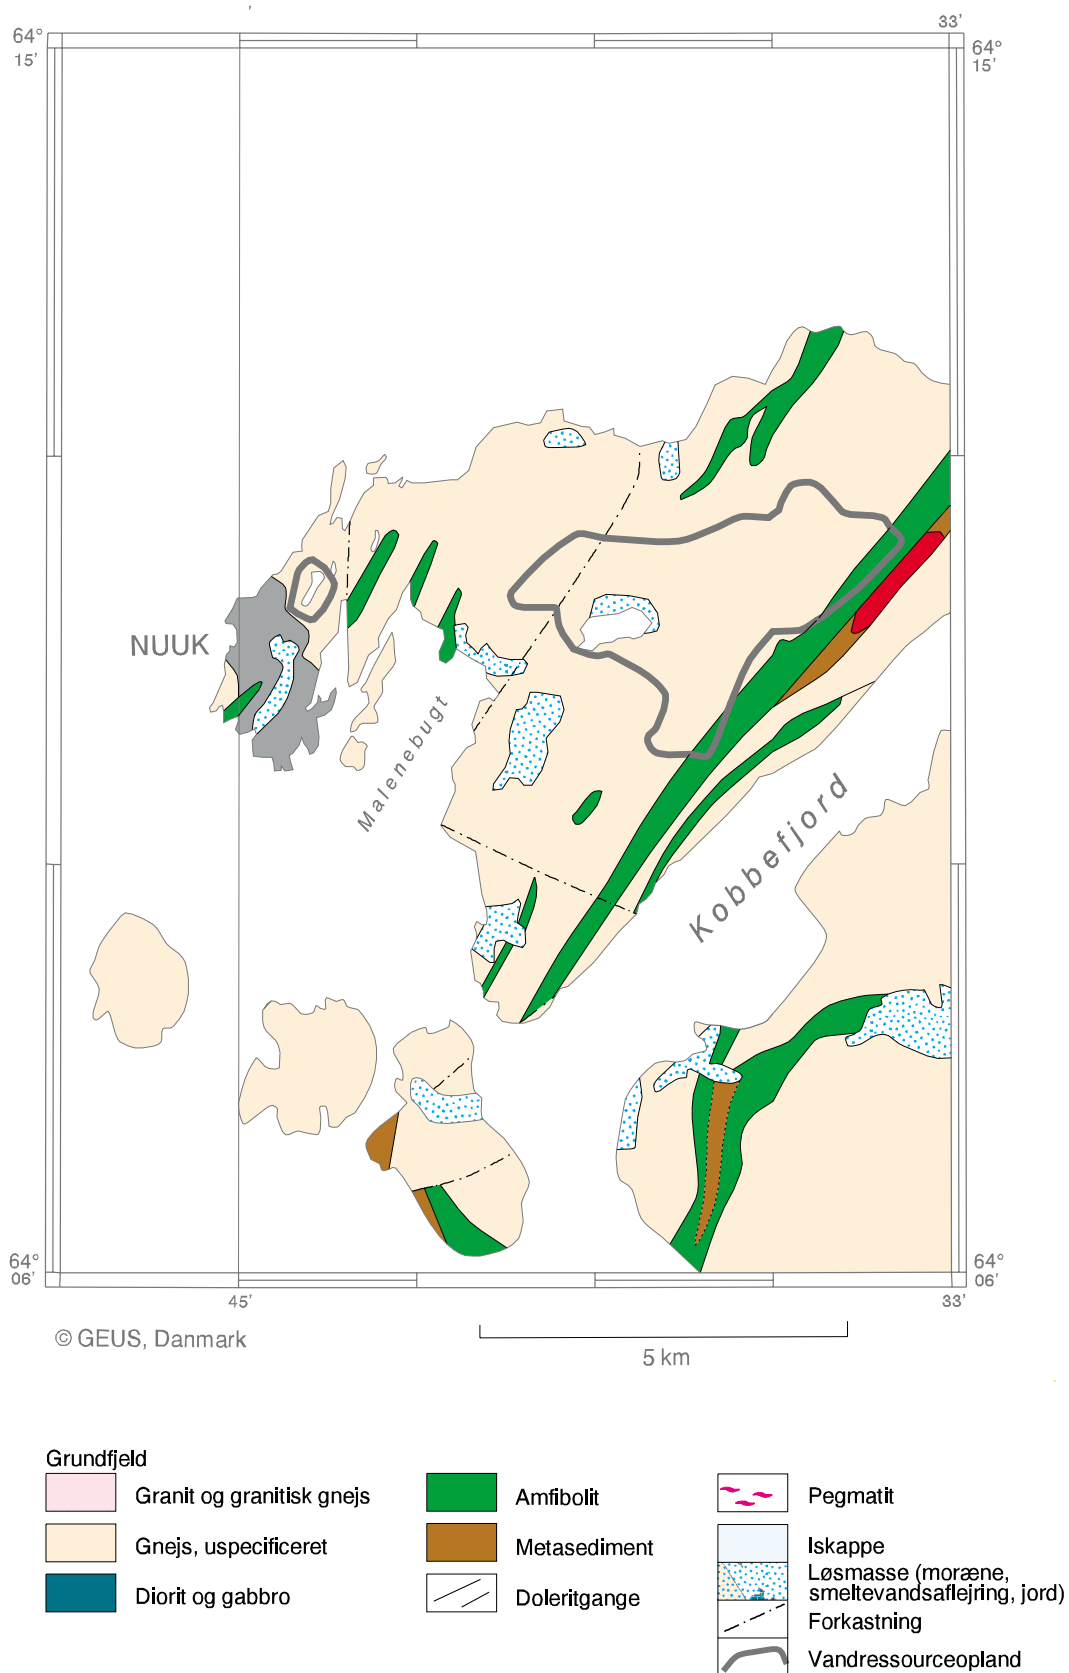 33'
64°
15'
64°
15'
NUUK
Malenebugt
Kobbefjord
64°
06'
64°
06'
45'
33'
© GEUS, Danmark
5 km
Grundfjeld
Granit og granitisk gnejs
Gnejs, uspecificeret
Diorit og gabbro
Amfibolit
Metasediment
Doleritgange
Pegmatit
Iskappe
Løsmasse (moræne,
smeltevandsaflejring, jord)
Forkastning
Vandressourceopland